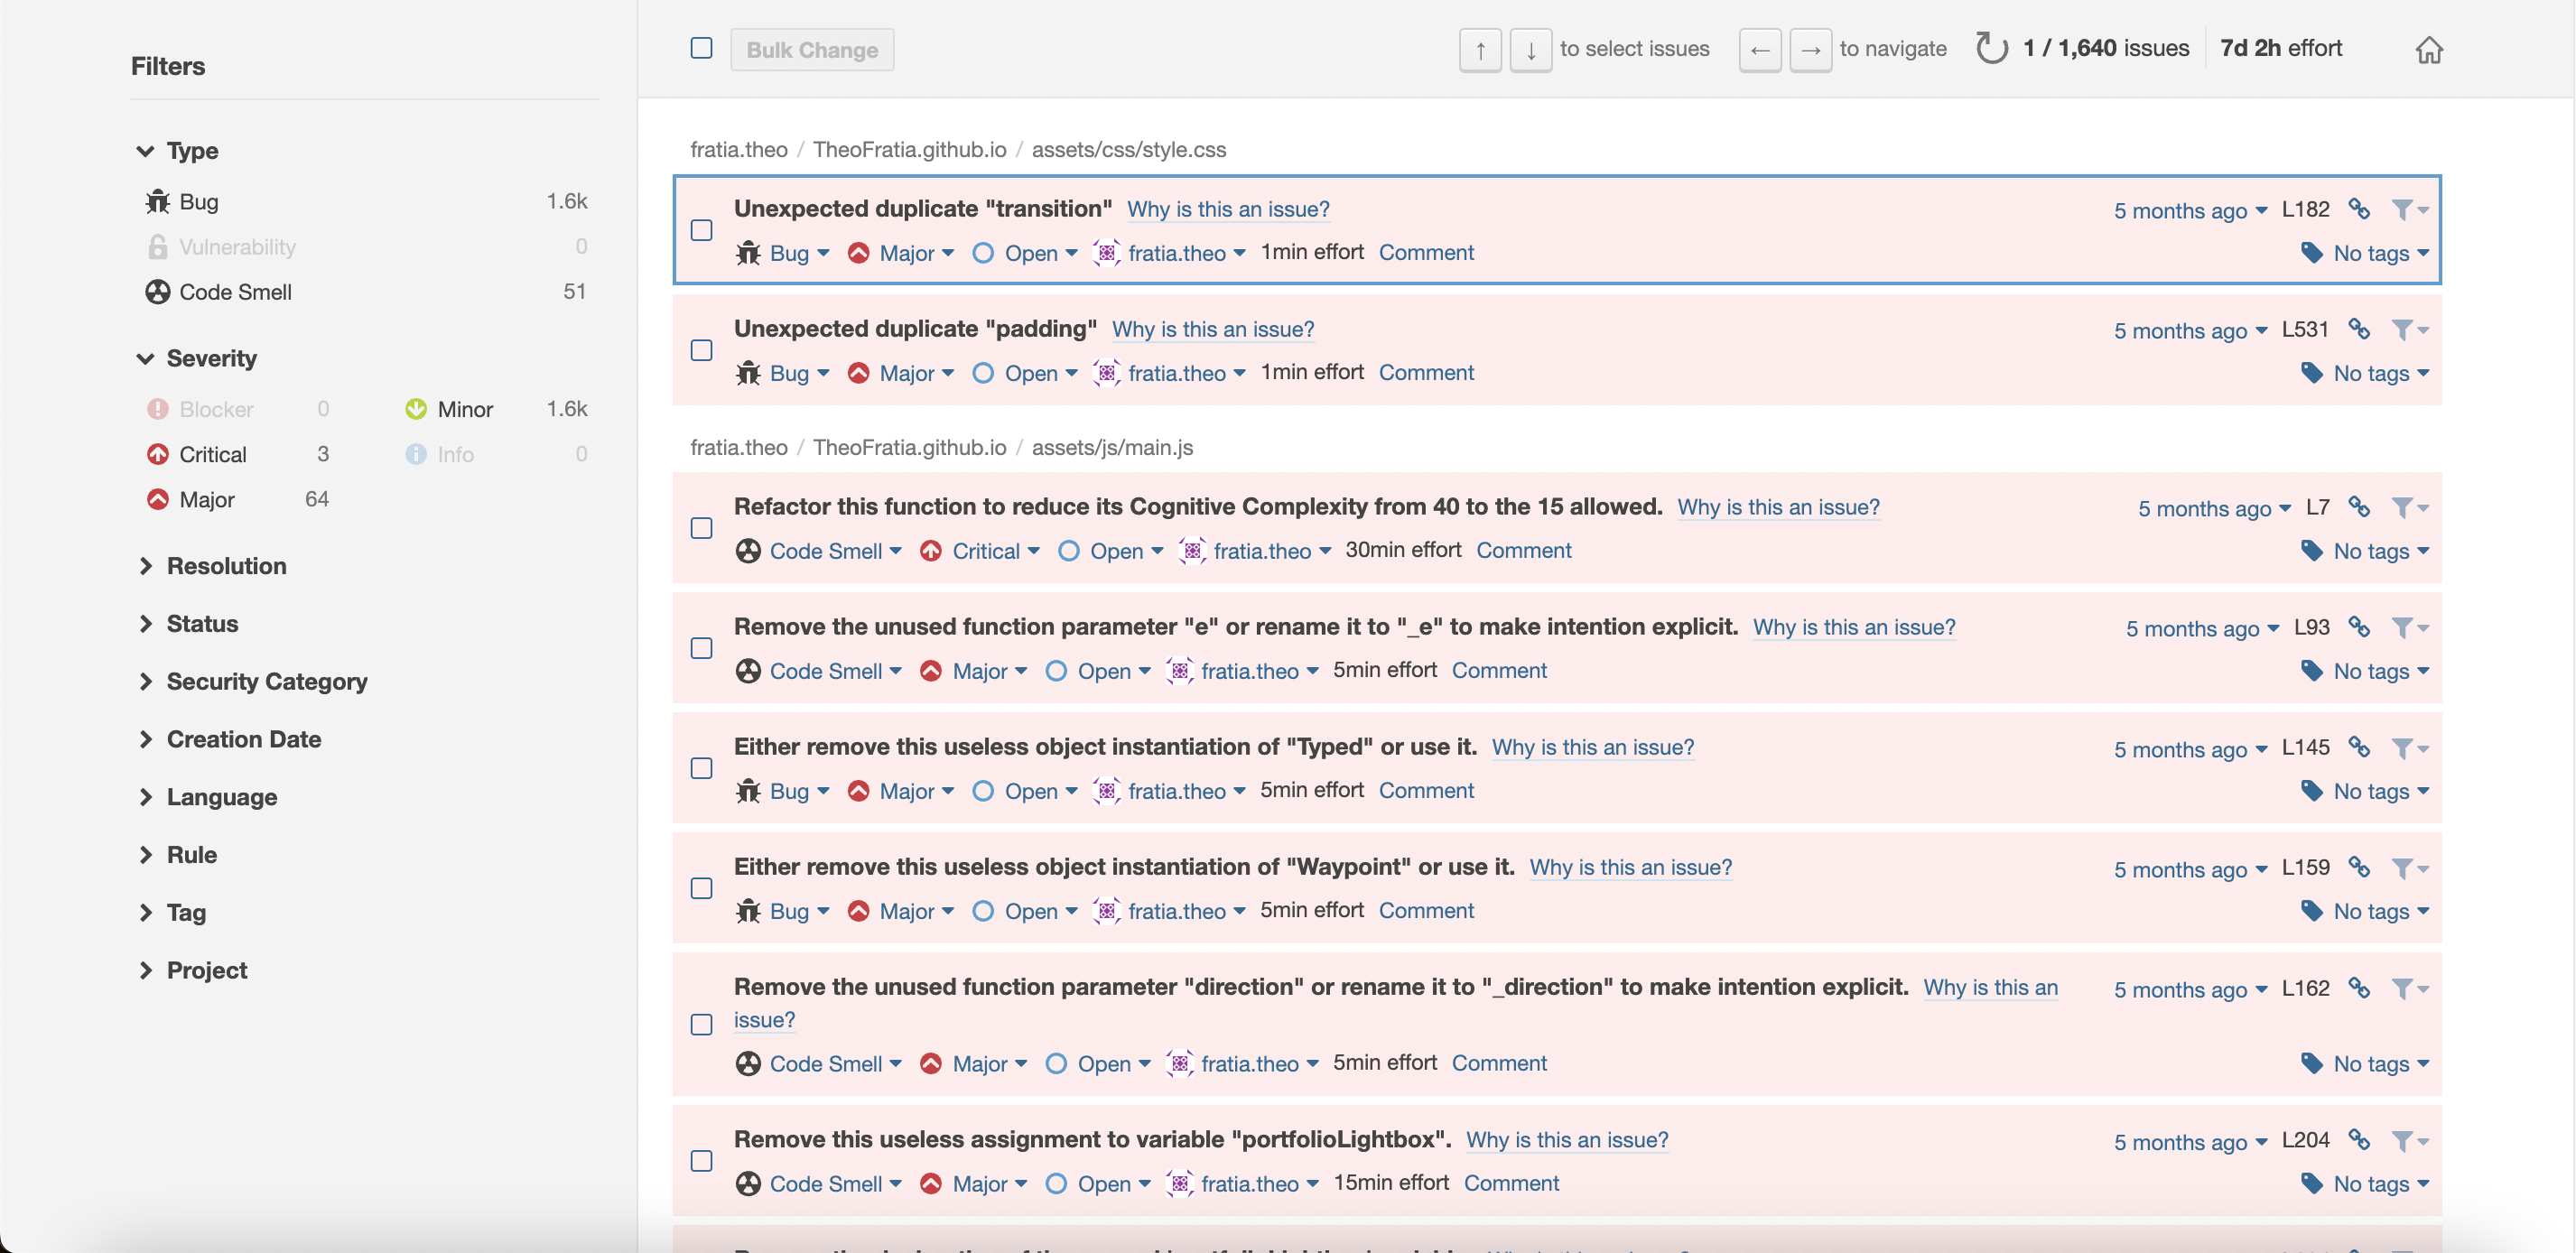 Filters
Type
Bug 1.6k
Vulnerability 0
Code Smell 51
Severity
Blocker 0 Minor 1.6k
Critical 3 Info 0
Major 64
Resolution
Status
Security Category
Creation Date
Language
Rule
Tag
Project
Bulk Change ↑ ↓ to select issues ← → to navigate 1 / 1,640 issues 7d 2h effort
fratia.theo / TheoFratia.github.io / assets/css/style.css
Unexpected duplicate "transition" Why is this an issue? 5 months ago L182
Bug Major Open fratia.theo 1min effort Comment No tags
Unexpected duplicate "padding" Why is this an issue? 5 months ago L531
Bug Major Open fratia.theo 1min effort Comment No tags
fratia.theo / TheoFratia.github.io / assets/js/main.js
Refactor this function to reduce its Cognitive Complexity from 40 to the 15 allowed. Why is this an issue? 5 months ago L7
Code Smell Critical Open fratia.theo 30min effort Comment No tags
Remove the unused function parameter "e" or rename it to "_e" to make intention explicit. Why is this an issue? 5 months ago L93
Code Smell Major Open fratia.theo 5min effort Comment No tags
Either remove this useless object instantiation of "Typed" or use it. Why is this an issue? 5 months ago L145
Bug Major Open fratia.theo 5min effort Comment No tags
Either remove this useless object instantiation of "Waypoint" or use it. Why is this an issue? 5 months ago L159
Bug Major Open fratia.theo 5min effort Comment No tags
Remove the unused function parameter "direction" or rename it to "_direction" to make intention explicit. Why is this an 5 months ago L162
issue?
Code Smell Major Open fratia.theo 5min effort Comment No tags
Remove this useless assignment to variable "portfolioLightbox". Why is this an issue? 5 months ago L204
Code Smell Major Open fratia.theo 15min effort Comment No tags